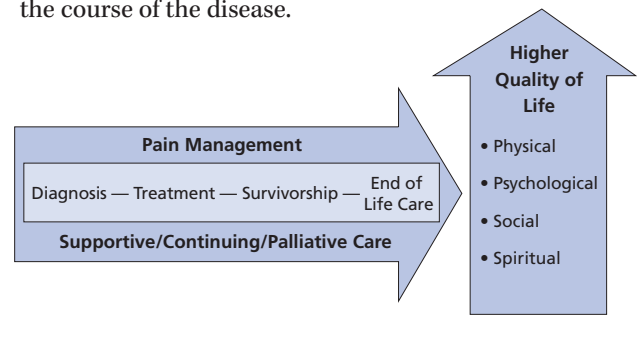 the course of the disease.
Pain Management
Diagnosis — Treatment — Survivorship — End of
Life Care
Supportive/Continuing/Palliative Care
Higher
Quality of
Life
• Physical
• Psychological
• Social
• Spiritual